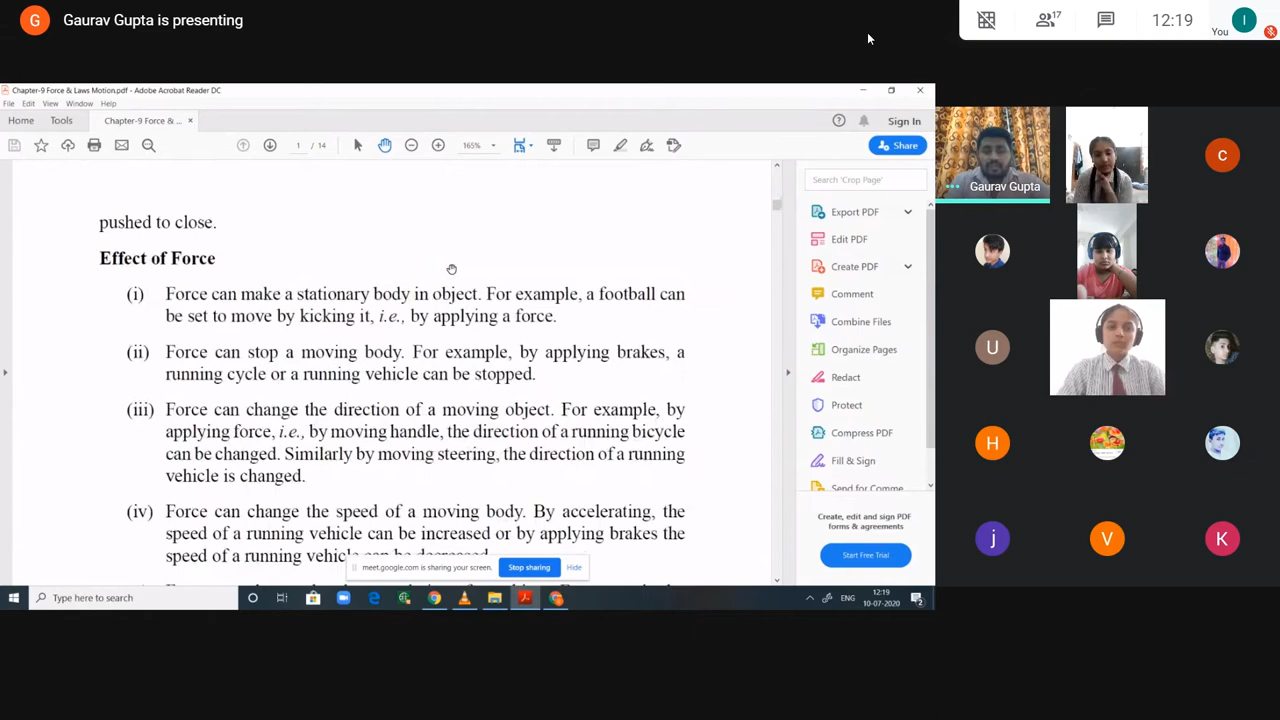 G Gaurav Gupta is presenting
17 12:19 You I
Chapter-9 Force & Laws Motion.pdf - Adobe Acrobat Reader DC
File Edit View Window Help
Home Tools Chapter-9 Force & ... × Sign In
1 / 14 165% Share
pushed to close.
Effect of Force
(i) Force can make a stationary body in object. For example, a football can
be set to move by kicking it, i.e., by applying a force.
(ii) Force can stop a moving body. For example, by applying brakes, a
running cycle or a running vehicle can be stopped.
(iii) Force can change the direction of a moving object. For example, by
applying force, i.e., by moving handle, the direction of a running bicycle
can be changed. Similarly by moving steering, the direction of a running
vehicle is changed.
(iv) Force can change the speed of a moving body. By accelerating, the
speed of a running vehicle can be increased or by applying brakes the
speed of a running vehicle can be decreased.
Search 'Crop Page'
Export PDF
Edit PDF
Create PDF
Comment
Combine Files
Organize Pages
Redact
Protect
Compress PDF
Fill & Sign
Send for Comme
Create, edit and sign PDF
forms & agreements
Start Free Trial
meet.google.com is sharing your screen. Stop sharing Hide
Type here to search
ENG 12:19
10-07-2020 2
Gaurav Gupta
C
U
H
j V K